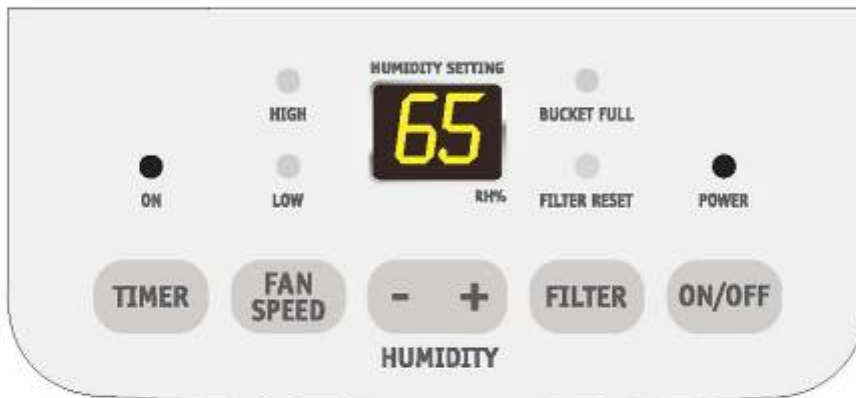 HUMIDITY SETTING
65
RH%
HIGH
BUCKET FULL
ON
LOW
FILTER RESET
POWER
TIMER
FAN
SPEED
- +
FILTER
ON/OFF
HUMIDITY